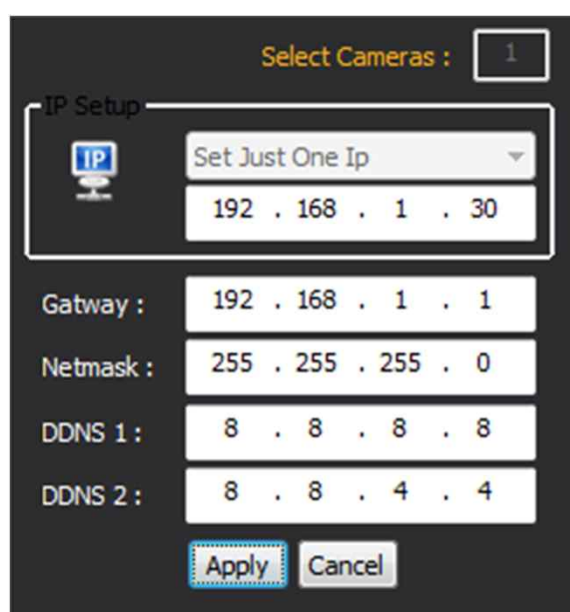 Select Cameras : 1
IP Setup
IP
Set Just One Ip
192 . 168 . 1 . 30
Gatway : 192 . 168 . 1 . 1
Netmask : 255 . 255 . 255 . 0
DDNS 1 : 8 . 8 . 8 . 8
DDNS 2 : 8 . 8 . 4 . 4
Apply Cancel